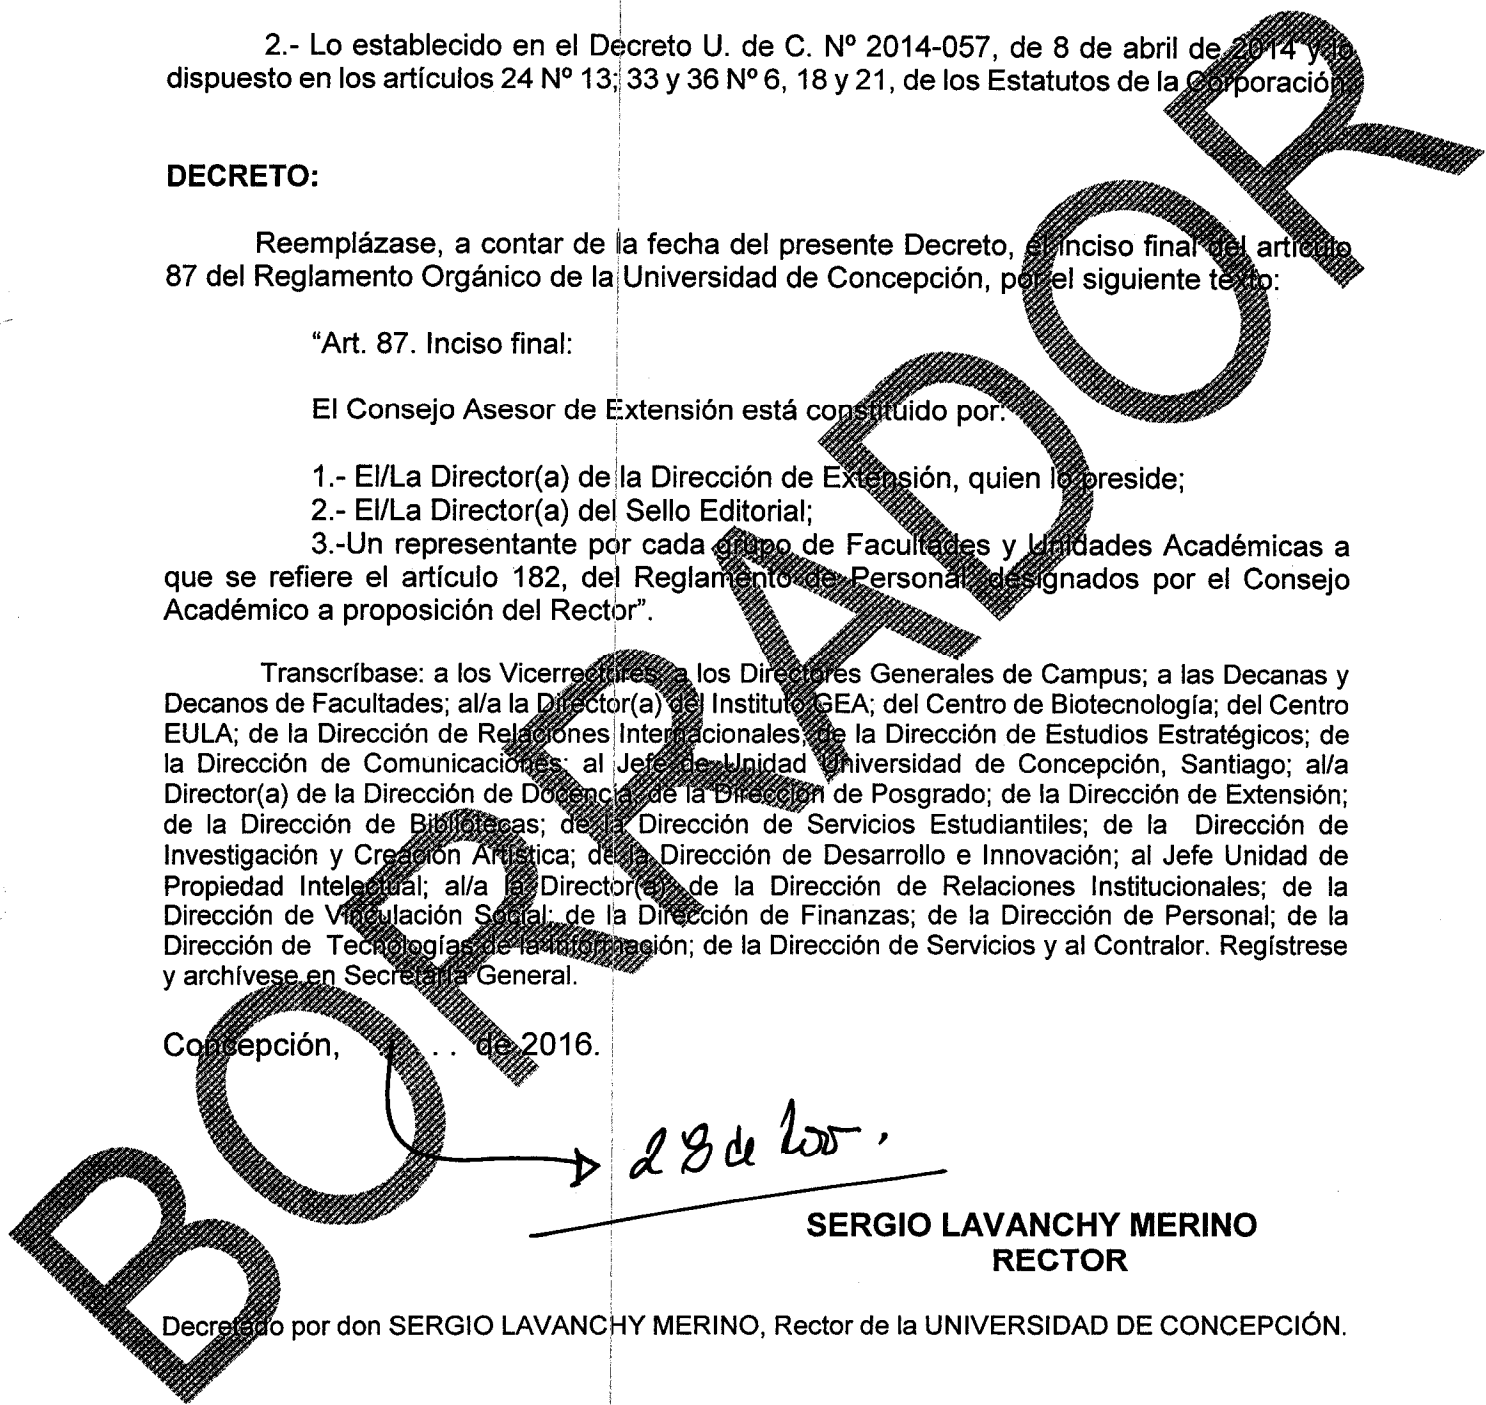 2.- Lo establecido en el Decreto U. de C. Nº 2014-057, de 8 de abril de 2014 y lo
dispuesto en los artículos 24 Nº 13; 33 y 36 Nº 6, 18 y 21, de los Estatutos de la Corporación.
DECRETO:
Reemplázase, a contar de la fecha del presente Decreto, el inciso final del artículo
87 del Reglamento Orgánico de la Universidad de Concepción, por el siguiente texto:
“Art. 87. Inciso final:
El Consejo Asesor de Extensión está constituido por:
1.- El/La Director(a) de la Dirección de Extensión, quien lo preside;
2.- El/La Director(a) del Sello Editorial;
3.-Un representante por cada grupo de Facultades y Unidades Académicas a
que se refiere el artículo 182, del Reglamento de Personal, designados por el Consejo
Académico a proposición del Rector”.
Transcríbase: a los Vicerrectores; a los Directores Generales de Campus; a las Decanas y
Decanos de Facultades; al/a la Director(a) del Instituto GEA; del Centro de Biotecnología; del Centro
EULA; de la Dirección de Relaciones Internacionales; de la Dirección de Estudios Estratégicos; de
la Dirección de Comunicaciones; al Jefe de Unidad Universidad de Concepción, Santiago; al/a
Director(a) de la Dirección de Docencia; de la Dirección de Posgrado; de la Dirección de Extensión;
de la Dirección de Bibliotecas; de la Dirección de Servicios Estudiantiles; de la Dirección de
Investigación y Creación Artística; de la Dirección de Desarrollo e Innovación; al Jefe Unidad de
Propiedad Intelectual; al/a la Director(a) de la Dirección de Relaciones Institucionales; de la
Dirección de Vinculación Social; de la Dirección de Finanzas; de la Dirección de Personal; de la
Dirección de Tecnologías de la Información; de la Dirección de Servicios y al Contralor. Regístrese
y archívese en Secretaría General.
Concepción, . . de 2016.
28 de
SERGIO LAVANCHY MERINO
RECTOR
Decretado por don SERGIO LAVANCHY MERINO, Rector de la UNIVERSIDAD DE CONCEPCIÓN.
BORRADOR